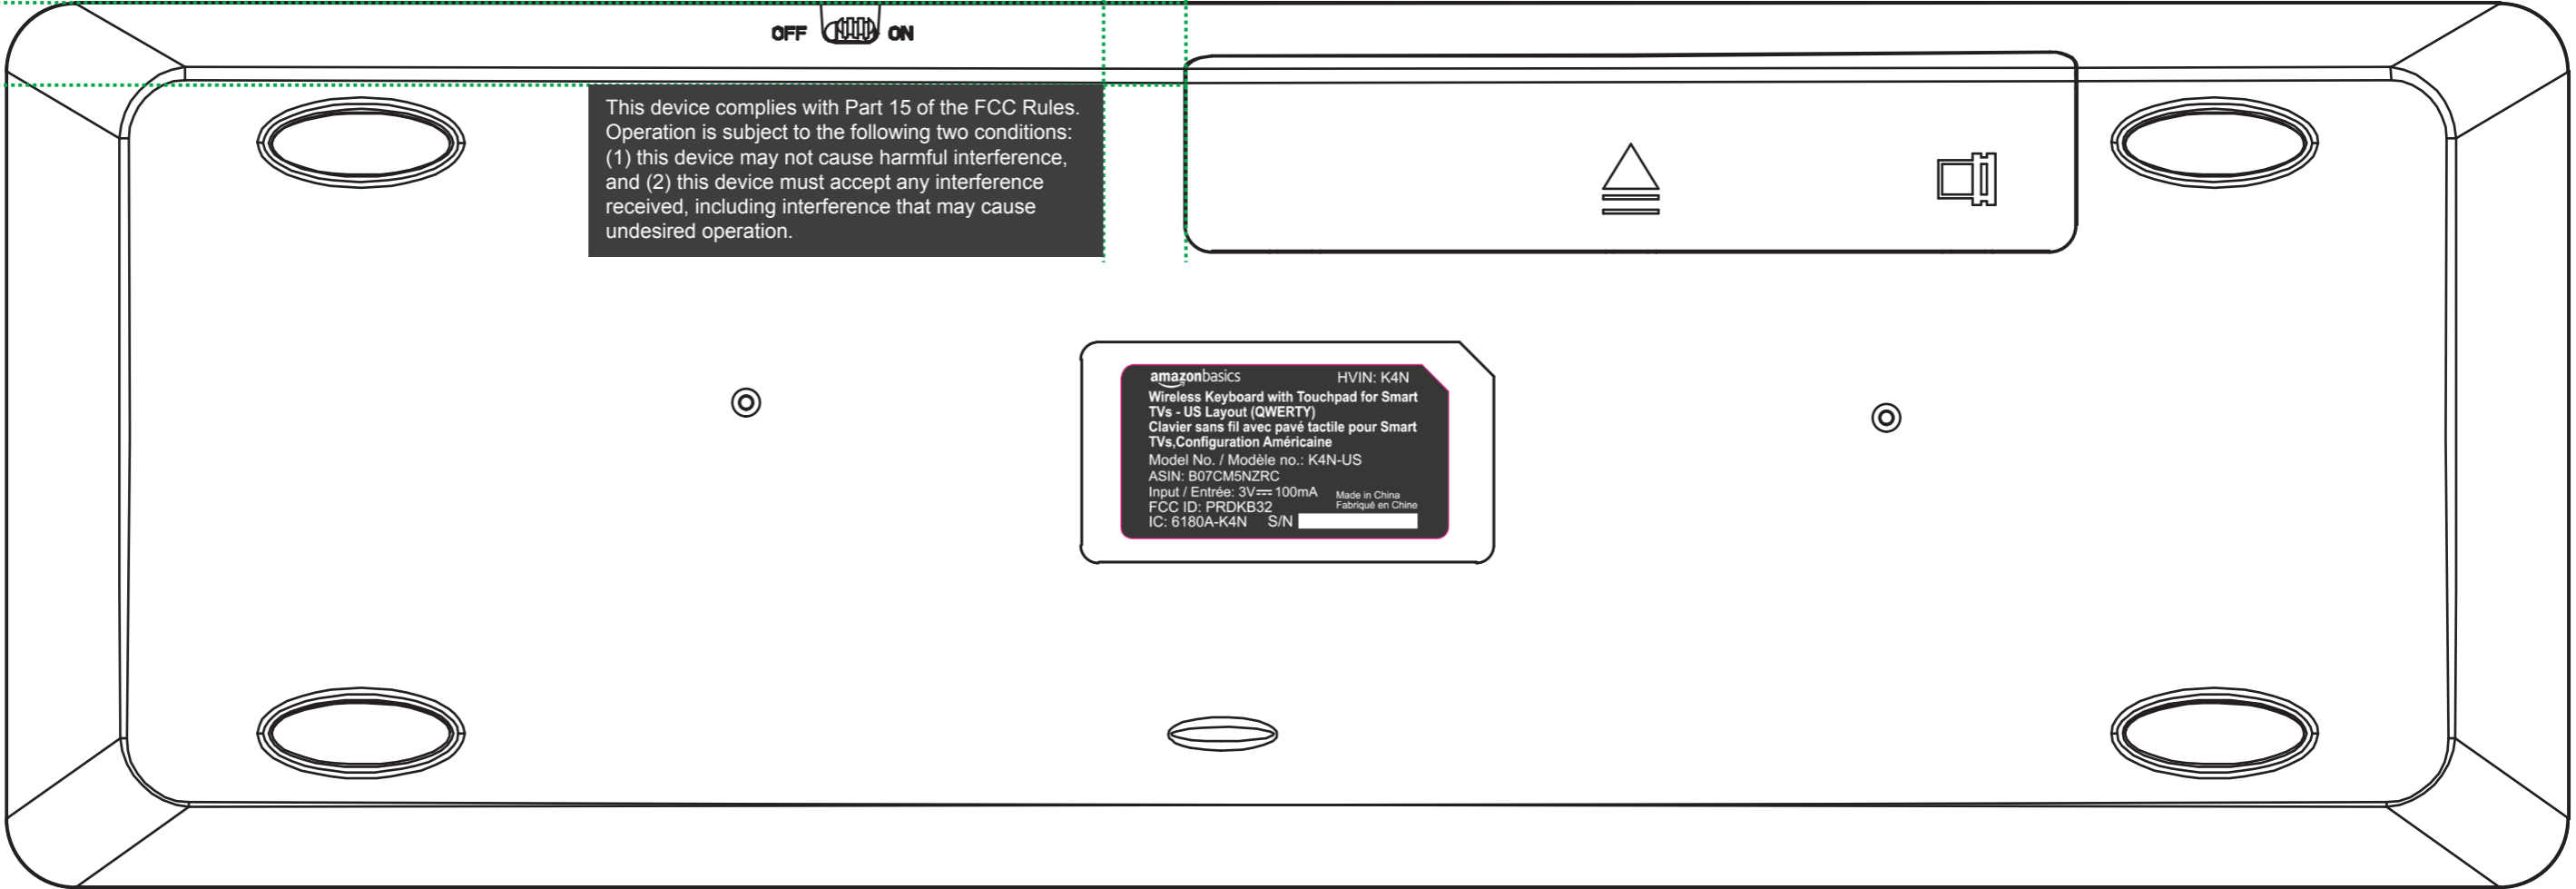 OFF ON
This device complies with Part 15 of the FCC Rules.
Operation is subject to the following two conditions:
(1) this device may not cause harmful interference,
and (2) this device must accept any interference
received, including interference that may cause
undesired operation.
amazonbasics HVIN: K4N
Wireless Keyboard with Touchpad for Smart
TVs - US Layout (QWERTY)
Clavier sans fil avec pavé tactile pour Smart
TVs,Configuration Américaine
Model No. / Modèle no.: K4N-US
ASIN: B07CM5NZRC
Input / Entrée: 3V⎓100mA Made in China
FCC ID: PRDKB32 Fabriqué en Chine
IC: 6180A-K4N S/N